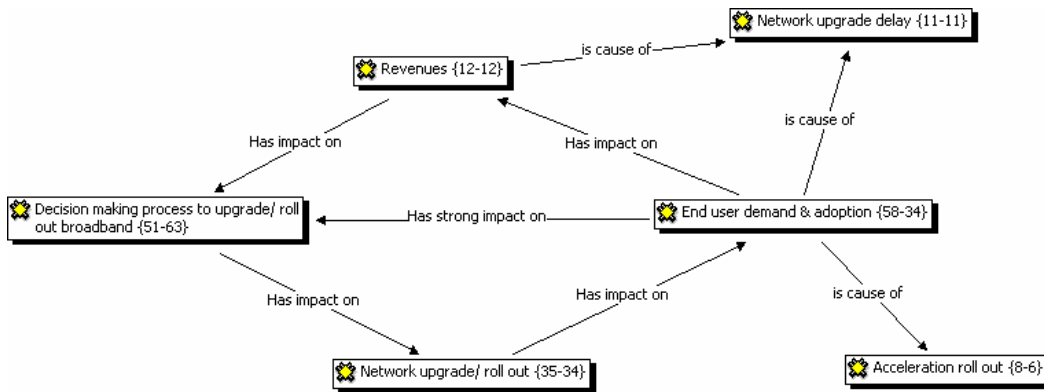 Network upgrade delay {11-11}
is cause of
Revenues {12-12}
is cause of
Has impact on
Has impact on
Decision making process to upgrade/ roll
out broadband {51-63}
Has strong impact on
End user demand & adoption {58-34}
Has impact on
Has impact on
is cause of
Network upgrade/ roll out {35-34}
Acceleration roll out {8-6}